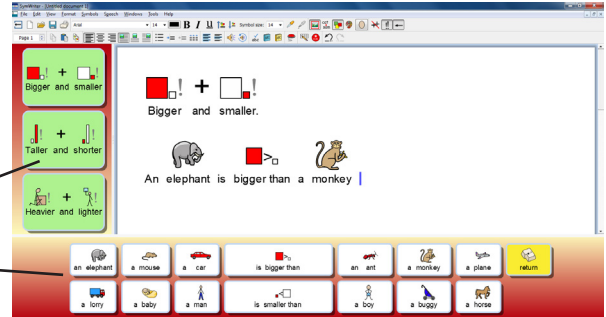 SymWriter - [Untitled document 1]
File Edit View Format Symbols Speech Windows Tools Help
Arial 14 B I U Symbol size: 14
Page 1
Bigger and smaller
Taller and shorter
Heavier and lighter
Bigger and smaller.
An elephant is bigger than a monkey
an elephant a mouse a car is bigger than an ant a monkey a plane return
a lorry a baby a man is smaller than a boy a buggy a horse